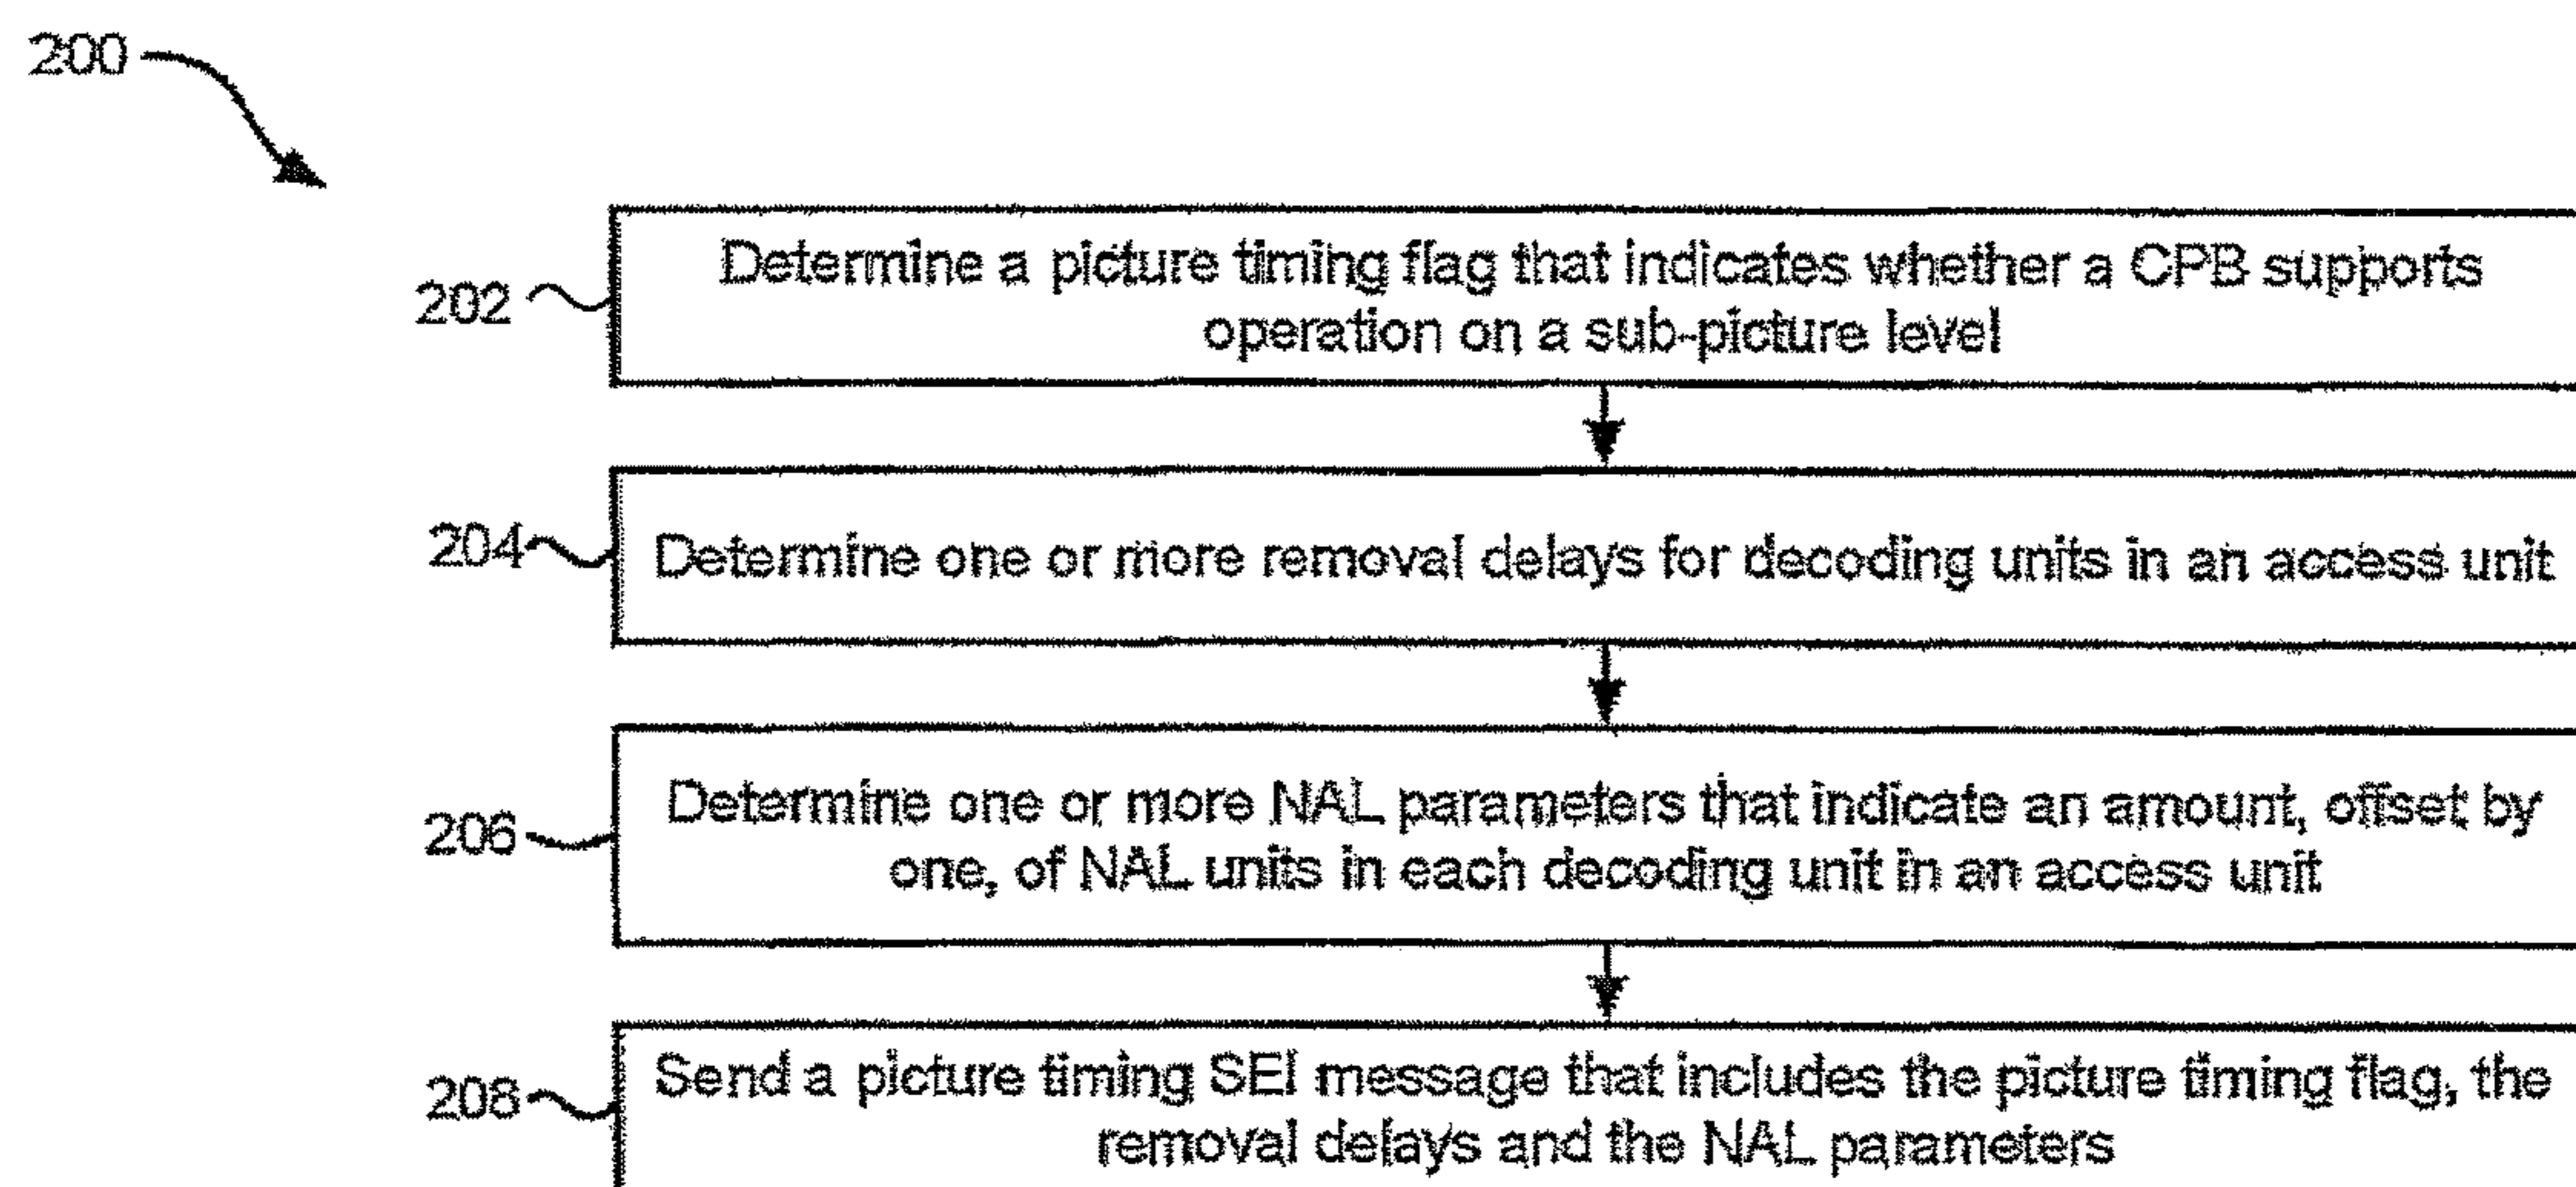 200
202
Determine a picture timing flag that indicates whether a CPB supports
operation on a sub-picture level
204
Determine one or more removal delays for decoding units in an access unit
206
Determine one or more NAL parameters that indicate an amount, offset by
one, of NAL units in each decoding unit in an access unit
208
Send a picture timing SEI message that includes the picture timing flag, the
removal delays and the NAL parameters